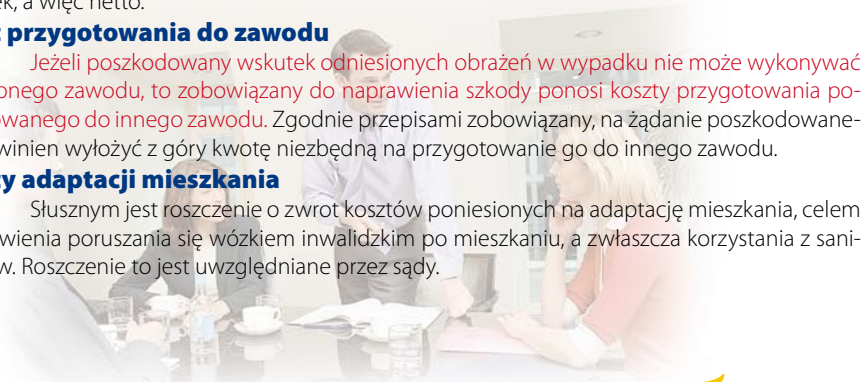 ek, a więc netto.
t przygotowania do zawodu
Jeżeli poszkodowany wskutek odniesionych obrażeń w wypadku nie może wykonywać
onego zawodu, to zobowiązany do naprawienia szkody ponosi koszty przygotowania po-
owanego do innego zawodu. Zgodnie przepisami zobowiązany, na żądanie poszkodowane-
winien wyłożyć z góry kwotę niezbędną na przygotowanie go do innego zawodu.
ty adaptacji mieszkania
Słusznym jest roszczenie o zwrot kosztów poniesionych na adaptację mieszkania, celem
wienia poruszania się wózkiem inwalidzkim po mieszkaniu, a zwłaszcza korzystania z sani-
w. Roszczenie to jest uwzględniane przez sądy.